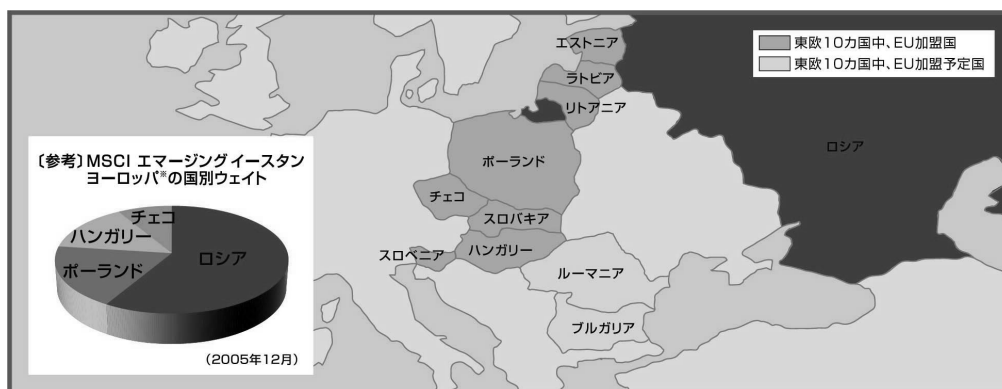 エストニア
ラトビア
リトアニア
ロシア
ポーランド
チェコ
スロバキア
スロベニア
ハンガリー
ルーマニア
ブルガリア
東欧10カ国中、EU加盟国
東欧10カ国中、EU加盟予定国
〔参考〕MSCI エマージング イースタン
ヨーロッパ※の国別ウェイト
チェコ
ハンガリー
ポーランド
ロシア
(2005年12月)